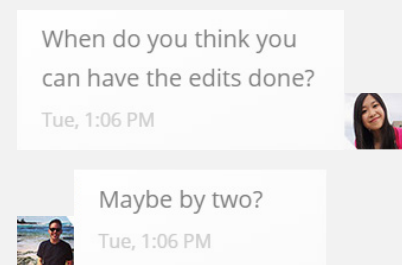 When do you think you
can have the edits done?
Tue, 1:06 PM
Maybe by two?
Tue, 1:06 PM